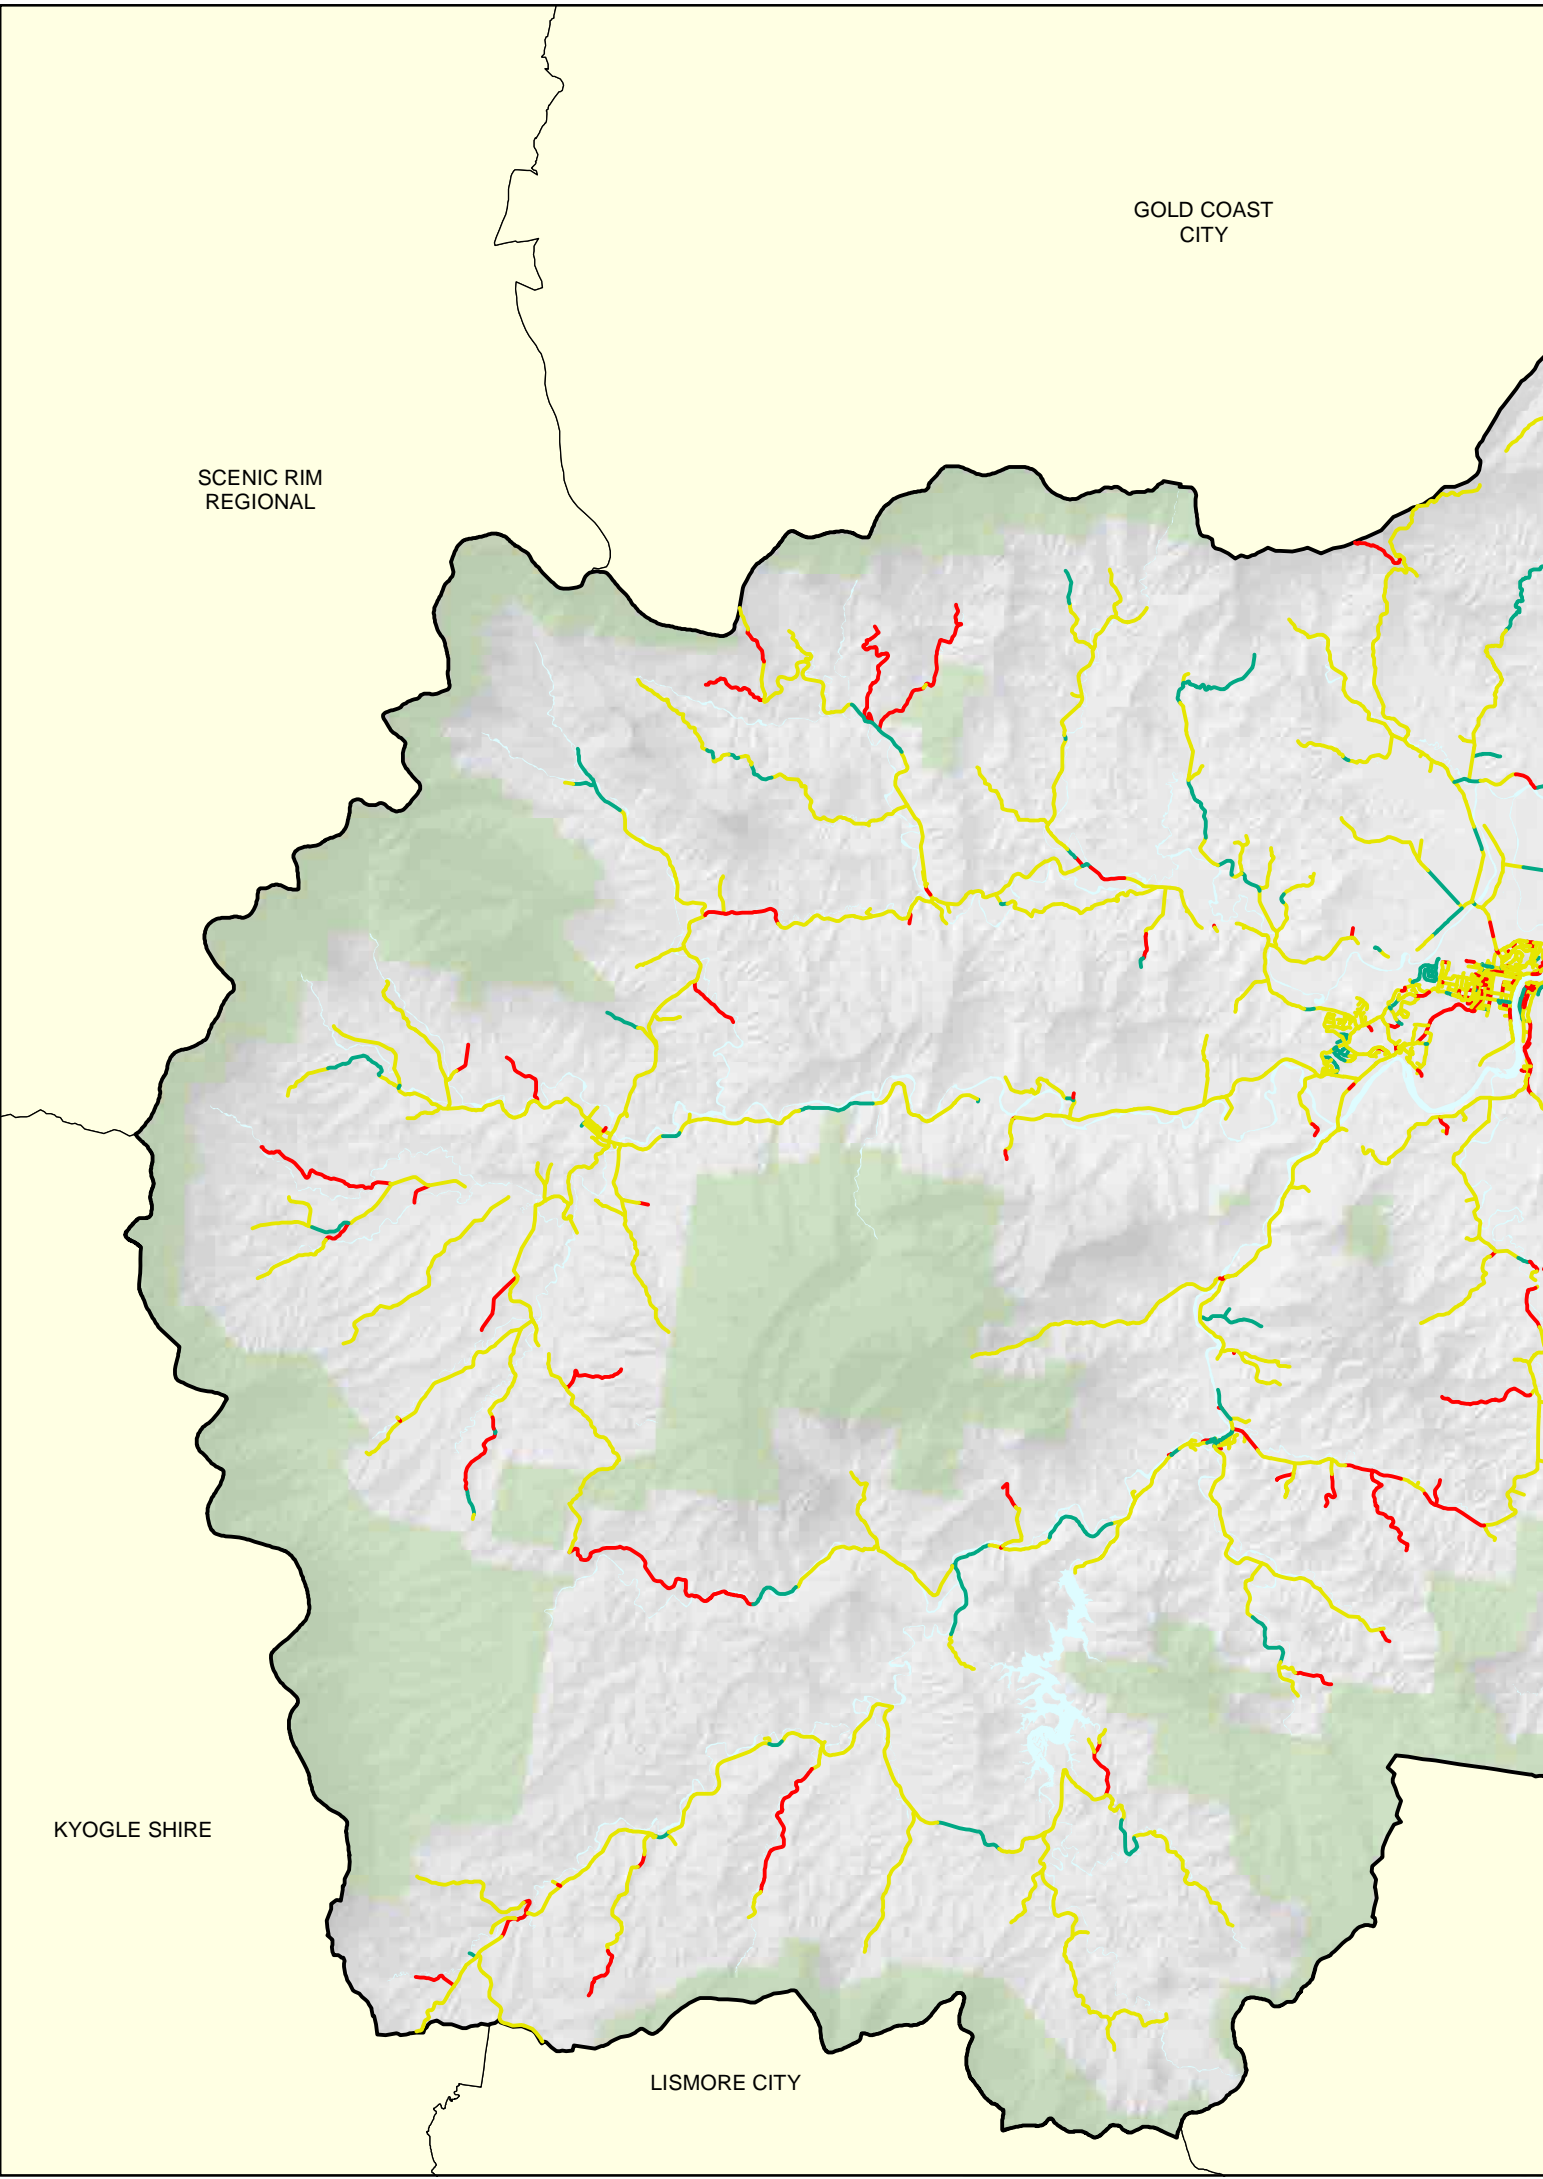 GOLD COAST
CITY
SCENIC RIM
REGIONAL
KYOGLE SHIRE
LISMORE CITY